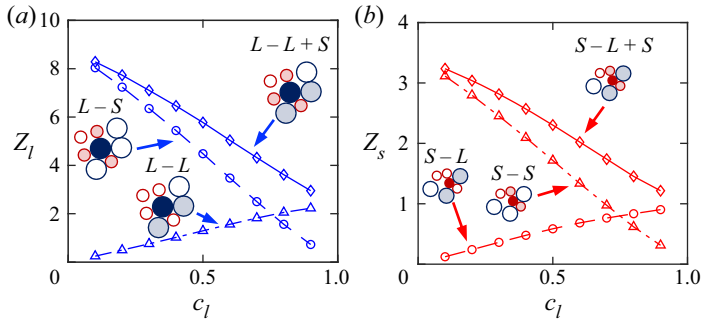 (a)
10
8
6
4
2
0
Z_l
0.5
1.0
c_l
L – L + S
L – S
L – L
(b)
4
3
2
1
0
Z_s
0.5
1.0
c_l
S – L + S
S – L
S – S